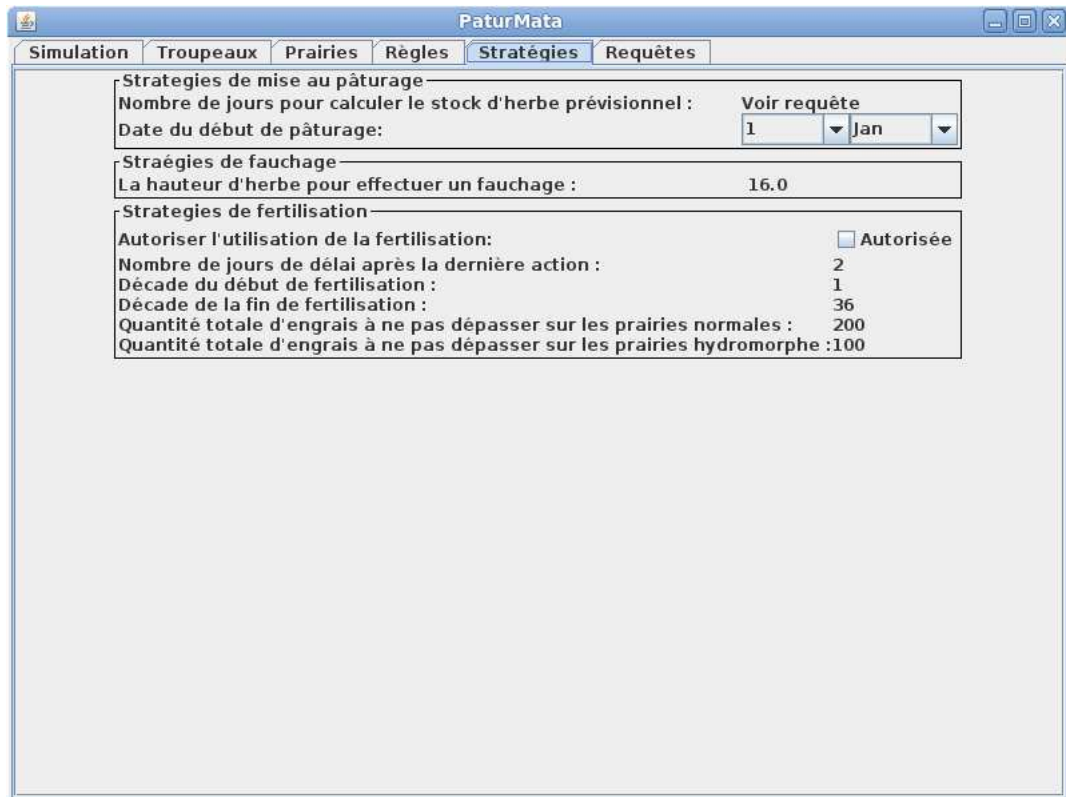 PaturMata
Simulation Troupeaux Prairies Règles Stratégies Requêtes
Strategies de mise au pâturage
Nombre de jours pour calculer le stock d'herbe prévisionnel : Voir requête
Date du début de pâturage: 1 Jan
Straégies de fauchage
La hauteur d'herbe pour effectuer un fauchage : 16.0
Strategies de fertilisation
Autoriser l'utilisation de la fertilisation: Autorisée
Nombre de jours de délai après la dernière action : 2
Décade du début de fertilisation : 1
Décade de la fin de fertilisation : 36
Quantité totale d'engrais à ne pas dépasser sur les prairies normales : 200
Quantité totale d'engrais à ne pas dépasser sur les prairies hydromorphe :100